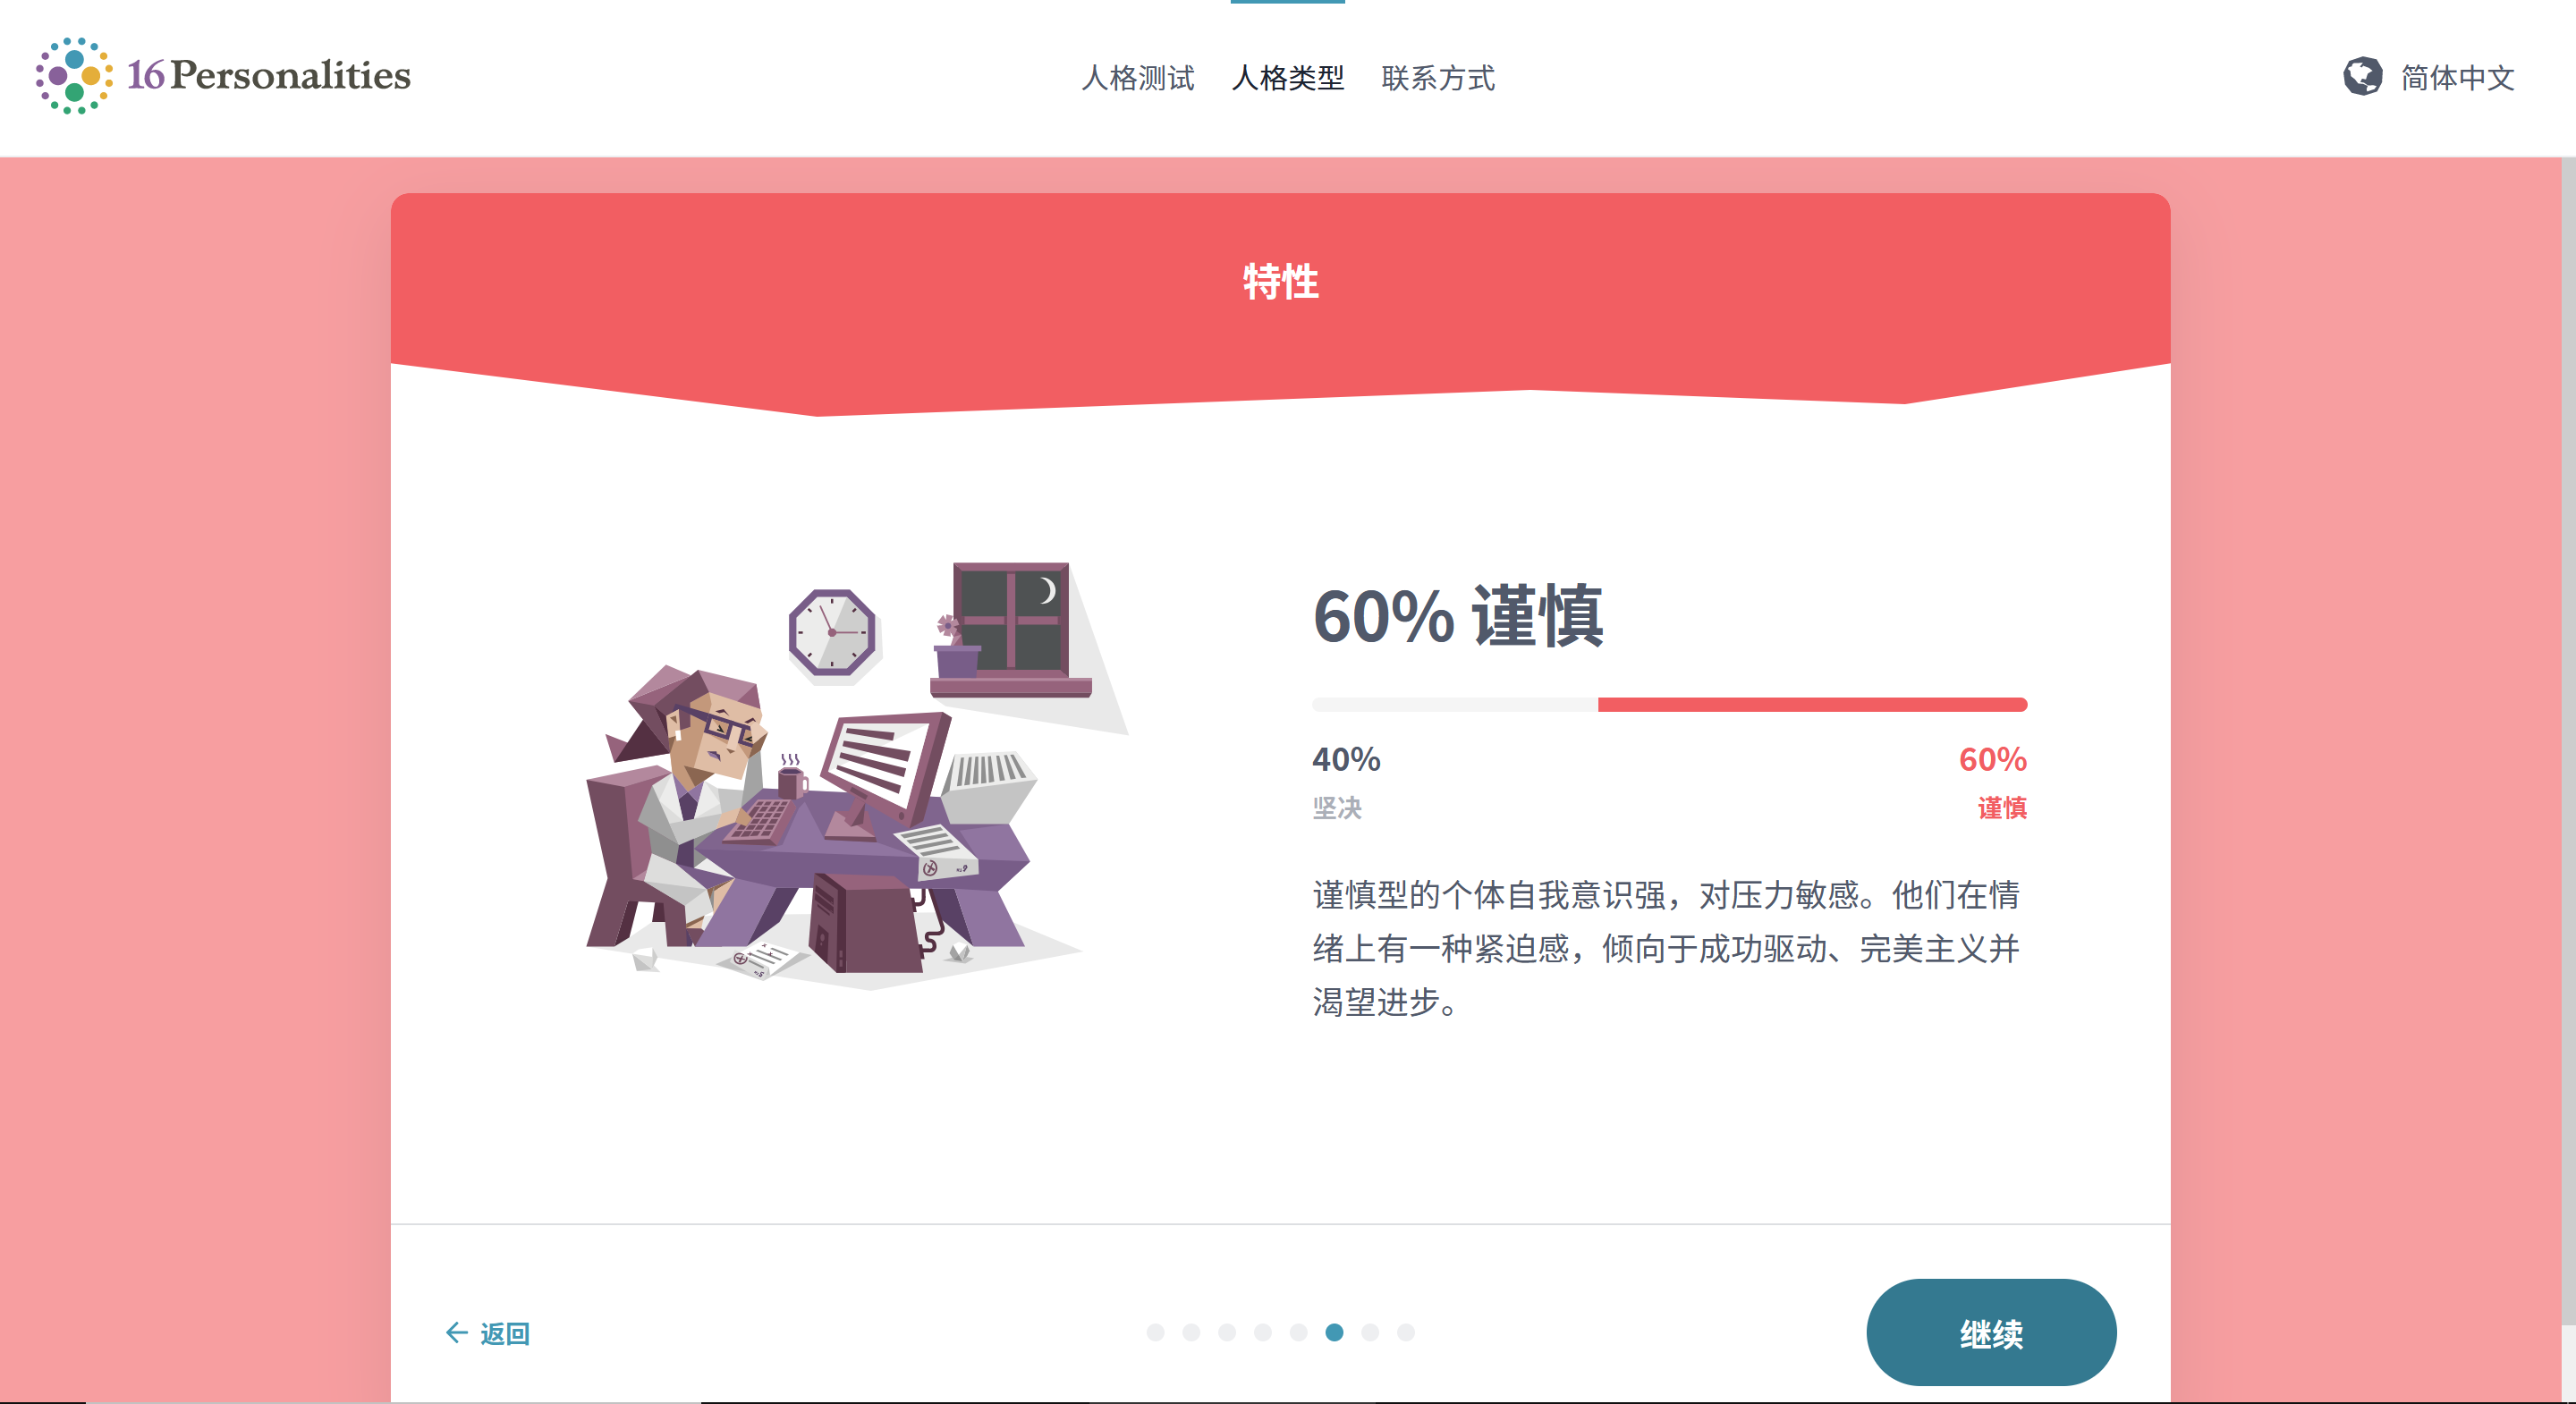 16Personalities
人格测试
人格类型
联系方式
简体中文
特性
60% 谨慎
40%
60%
坚决
谨慎
谨慎型的个体自我意识强，对压力敏感。他们在情
绪上有一种紧迫感，倾向于成功驱动、完美主义并
渴望进步。
← 返回
继续